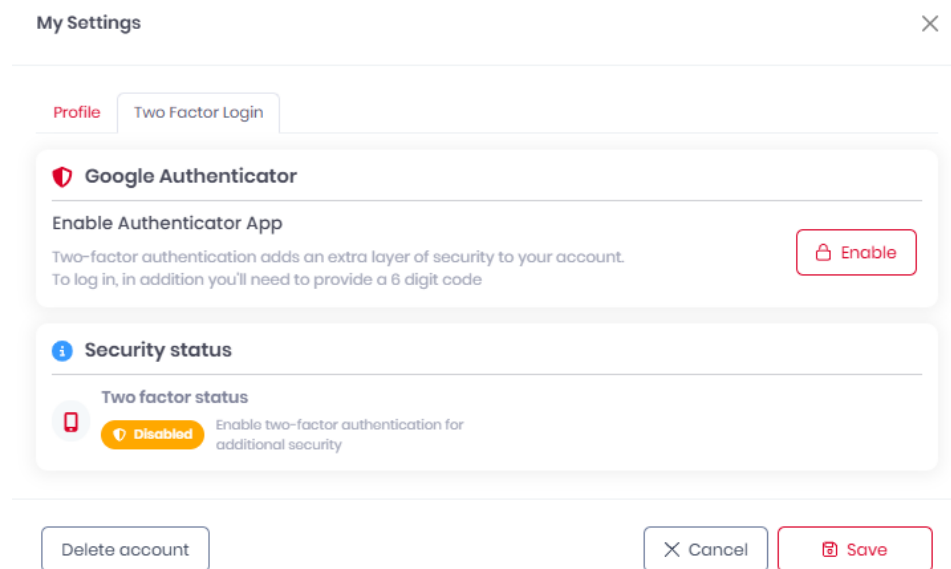 My Settings
Profile
Two Factor Login
Google Authenticator
Enable Authenticator App
Two-factor authentication adds an extra layer of security to your account.
To log in, in addition you'll need to provide a 6 digit code
Enable
Security status
Two factor status
Disabled
Enable two-factor authentication for
additional security
Delete account
Cancel
Save